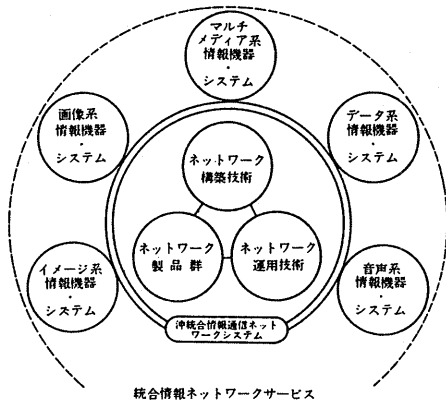 マルチ
メディア系
情報機器
・
システム
画像系
情報機器
・
システム
データ系
情報機器
・
システム
ネットワーク
構築技術
ネットワーク
製品群
ネットワーク
運用技術
イメージ系
情報機器
・
システム
音声系
情報機器
・
システム
沖統合情報通信ネット
ワークシステム
統合情報ネットワークサービス